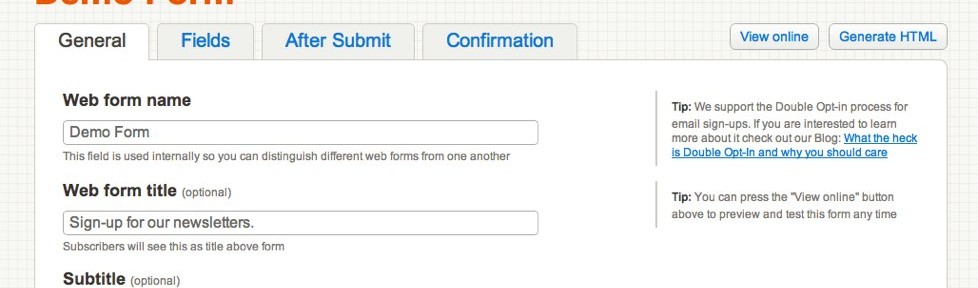 Demo Form
General Fields After Submit Confirmation View online Generate HTML
Web form name
Demo Form
This field is used internally so you can distinguish different web forms from one another
Tip: We support the Double Opt-in process for
email sign-ups. If you are interested to learn
more about it check out our Blog: What the heck
is Double Opt-In and why you should care
Web form title (optional)
Sign-up for our newsletters.
Subscribers will see this as title above form
Tip: You can press the "View online" button
above to preview and test this form any time
Subtitle (optional)